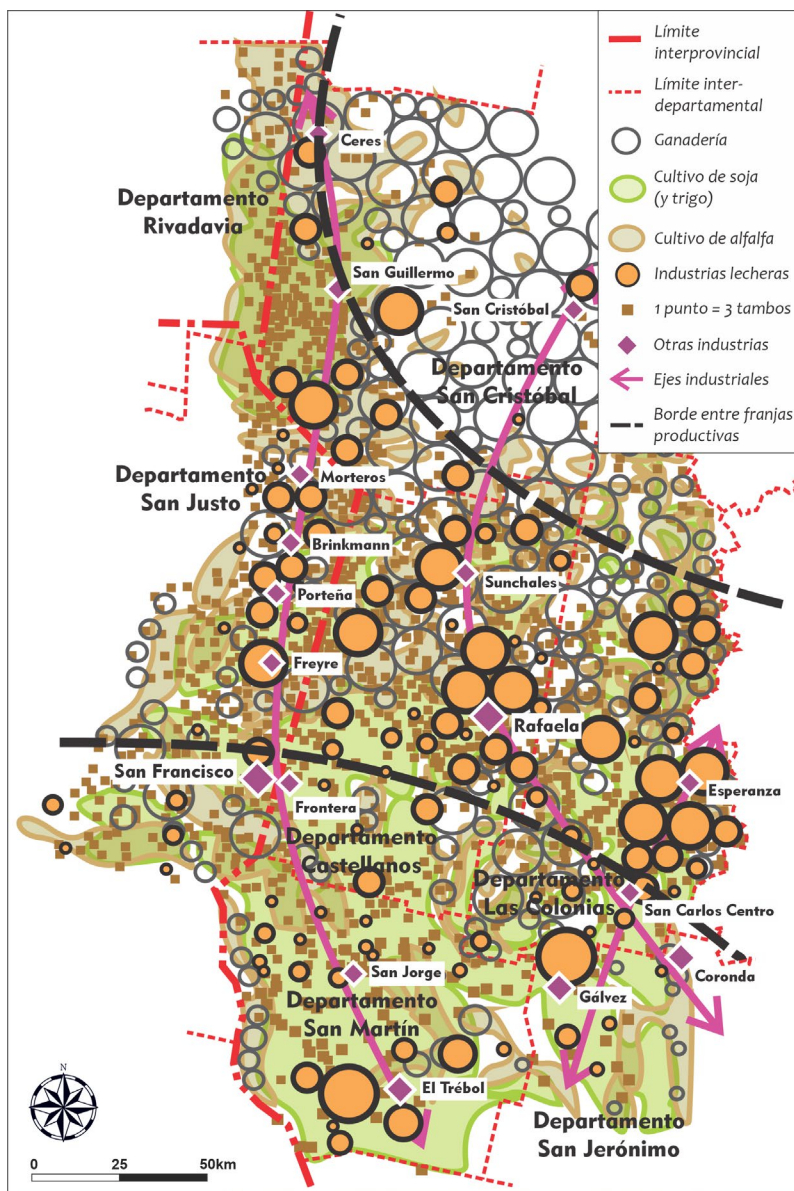 Límite
interprovincial
Límite inter-
departamental
Ganadería
Cultivo de soja
(y trigo)
Cultivo de alfalfa
Industrias lecheras
1 punto = 3 tambos
Otras industrias
Ejes industriales
Borde entre franjas
productivas
Ceres
Departamento
Rivadavia
San Guillermo
San Cristóbal
Departamento
San Cristóbal
Departamento
San Justo
Morteros
Brinkmann
Sunchales
Porteña
Freyre
Rafaela
San Francisco
Frontera
Esperanza
Departamento
Castellanos
Departamento
Las Colonias
San Carlos Centro
Coronda
San Jorge
Gálvez
Departamento
San Martín
El Trébol
Departamento
San Jerónimo
N
0 25 50km